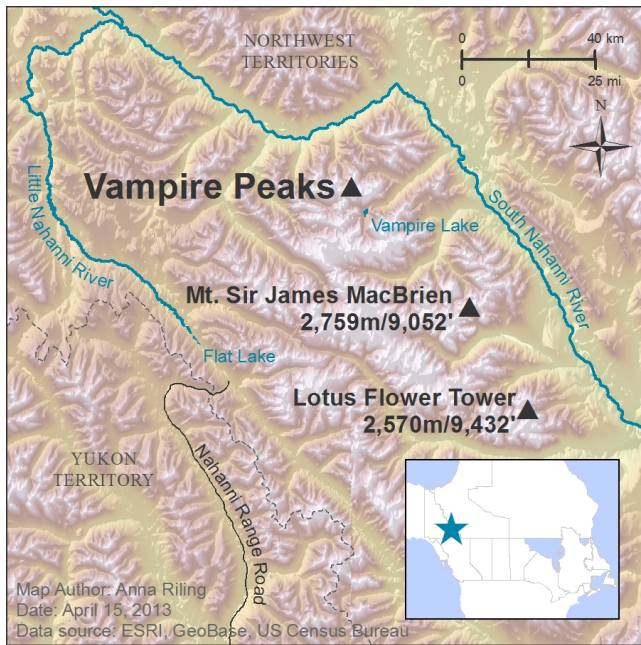 NORTHWEST
TERRITORIES
0 40 km
0 25 mi
N
Vampire Peaks
Vampire Lake
Little Nahanni River
South Nahanni River
Mt. Sir James MacBrien
2,759m/9,052'
Flat Lake
Lotus Flower Tower
2,570m/9,432'
YUKON
TERRITORY
Nahanni Range Road
Map Author: Anna Riling
Date: April 15, 2013
Data source: ESRI, GeoBase, US Census Bureau